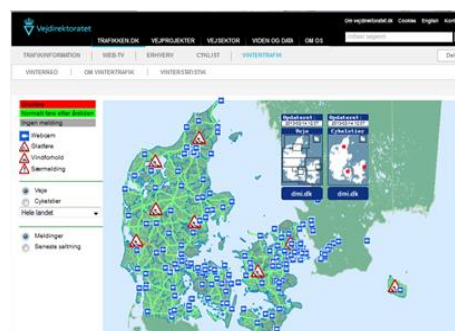 Vejdirektoratet
Om vejdirektoratet.dk Cookies English Kont
TRAFIKKEN.DK VEJPROJEKTER VEJSEKTOR VIDEN OG DATA OM OS
TRAFIKINFORMATION WEB-TV ERHVERV CYKLIST VINTERTRAFIK
VINTERVEJ OM VINTERTRAFIK VINTERSTATISTIK
Glatføre
Normalt føre efter årstiden
Ingen melding
Webcam
Glatføre
Vindforhold
Særmelding
Veje
Cykelstier
Hele landet
Meldinger
Seneste saltning
Opdateret: Opdateret:
Veje Cykelstier
dmi.dk dmi.dk